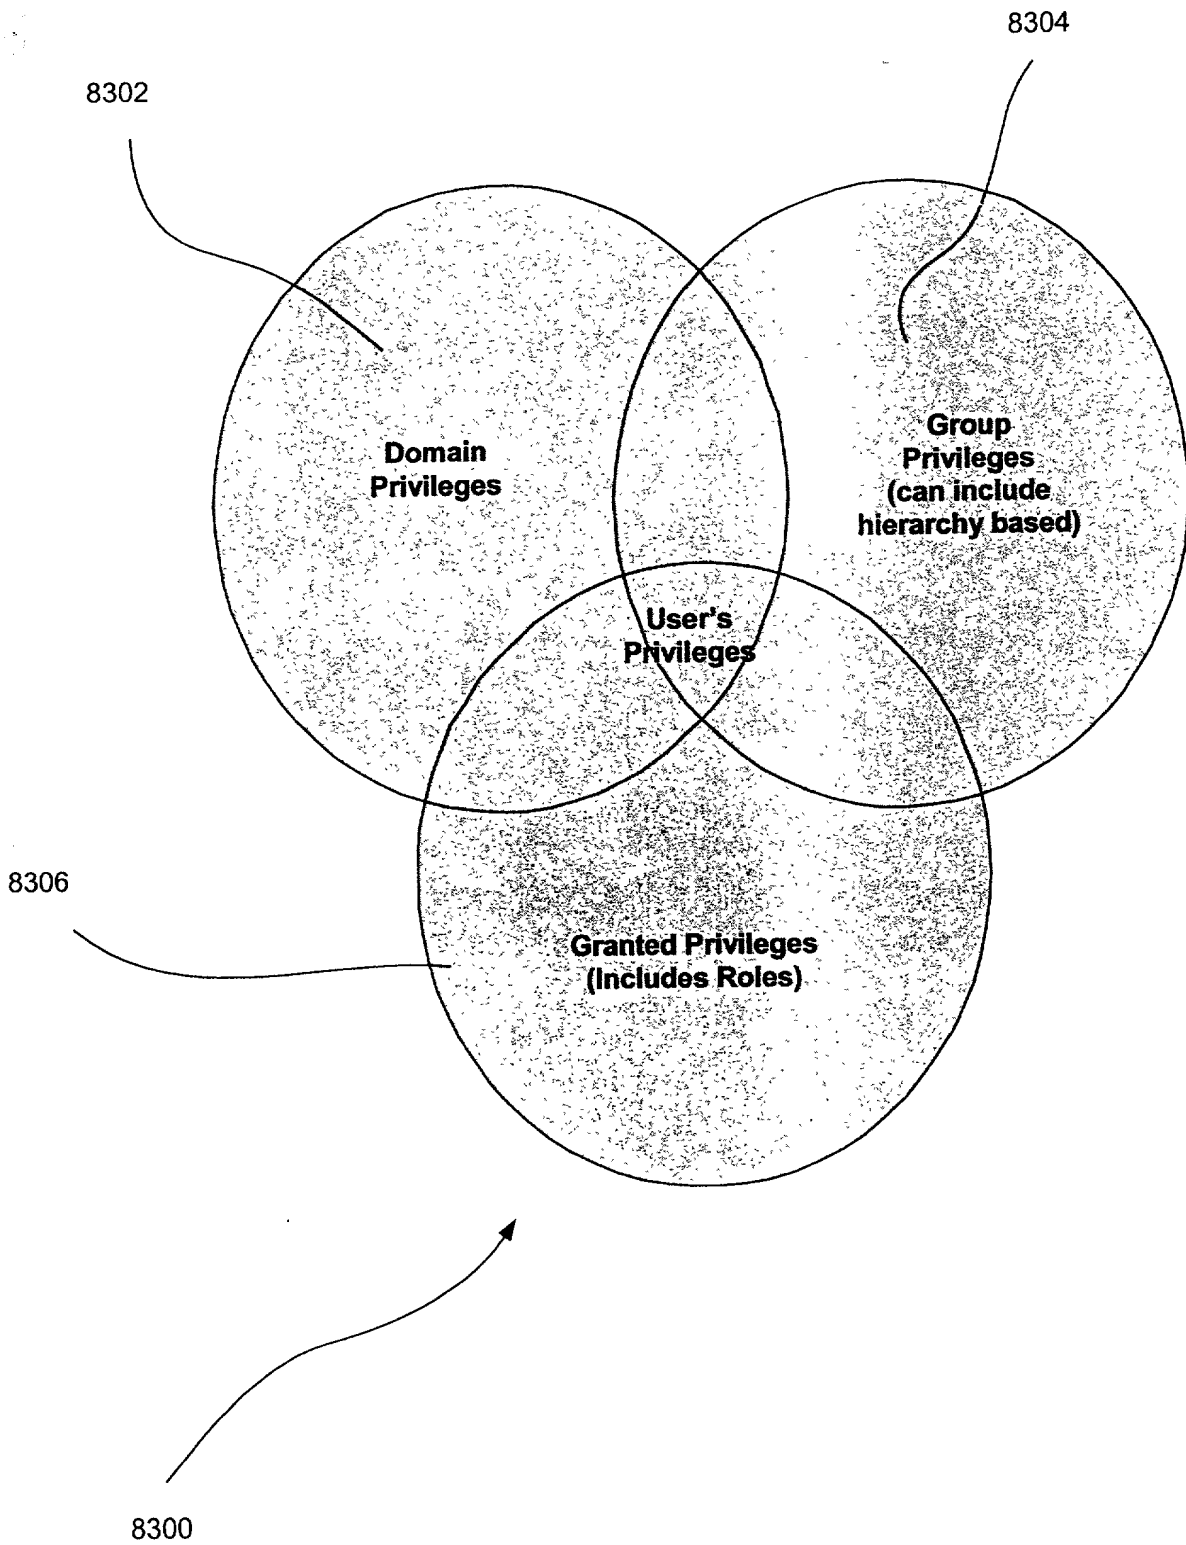 8304
8302
Domain
Privileges
Group
Privileges
(can include
hierarchy based)
User's
Privileges
8306
Granted Privileges
(Includes Roles)
8300